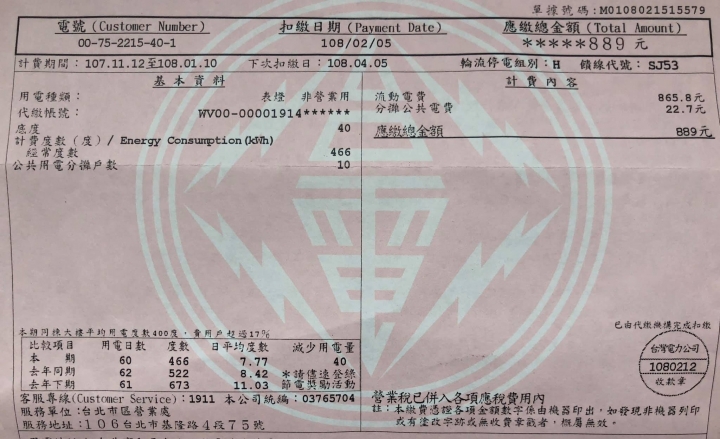 單據號碼:M0108021515579
電號 (Customer Number) 扣繳日期 (Payment Date) 應繳總金額 (Total Amount)
00-75-2215-40-1 108/02/05 *****889 元
計費期間：107.11.12至108.01.10 下次扣繳日：108.04.05 輪流停電組別：H 饋線代號：SJ53
基本資料 計費內容
用電種類： 表燈 非營業用 流動電費 865.8元
代繳帳號： WV00-00001914****** 分攤公共電費 22.7元
底度 40 應繳總金額 889元
計費度數 (度) / Energy Consumption(kWh)
經常度數 466
公共用電分攤戶數 10
本期同棟大樓平均用電度數400度，貴用戶超過17%
比較項目 用電日數 度數 日平均度數 減少用電量
本 期 60 466 7.77 40
去年同期 62 522 8.42 *請儘速登錄
去年下期 61 673 11.03 節電獎勵活動
已由代繳機構完成扣繳
台灣電力公司
1080212
收款章
客服專線(Customer Service)：1911 本公司統編：03765704
服務單位：台北市區營業處
服務地址：106台北市基隆路4段75號
營業稅已併入各項應稅費用內
註：本繳費憑證各項金額數字係由機器印出，如發現非機器列印
或有塗改字跡或無收費章戳者，概屬無效。
台電